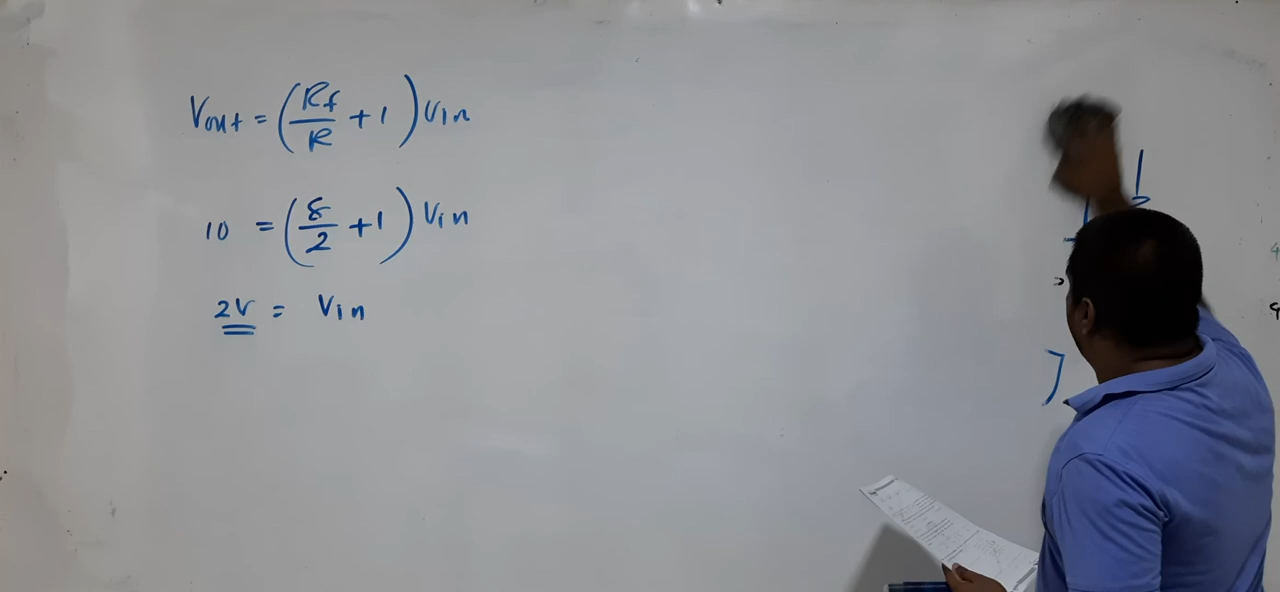 Vout = (Rf/R + 1) Vin
10 = (8/2 + 1) Vin
2V = Vin